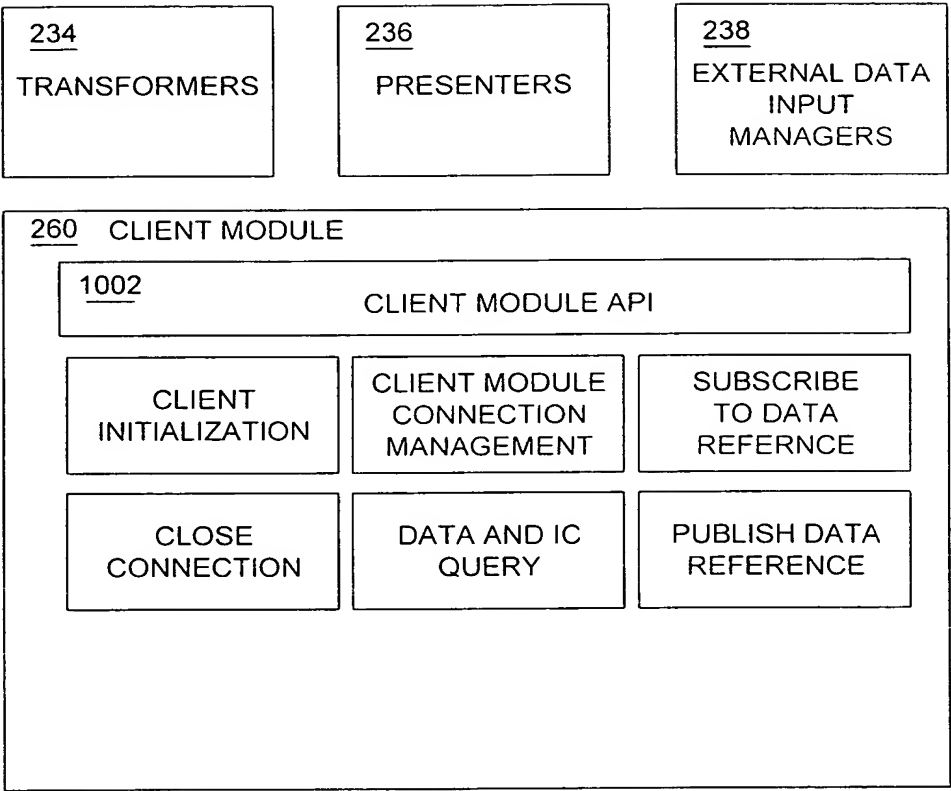 234
TRANSFORMERS
236
PRESENTERS
238
EXTERNAL DATA
INPUT
MANAGERS
260 CLIENT MODULE
1002
CLIENT MODULE API
CLIENT
INITIALIZATION
CLIENT MODULE
CONNECTION
MANAGEMENT
SUBSCRIBE
TO DATA
REFERNCE
CLOSE
CONNECTION
DATA AND IC
QUERY
PUBLISH DATA
REFERENCE